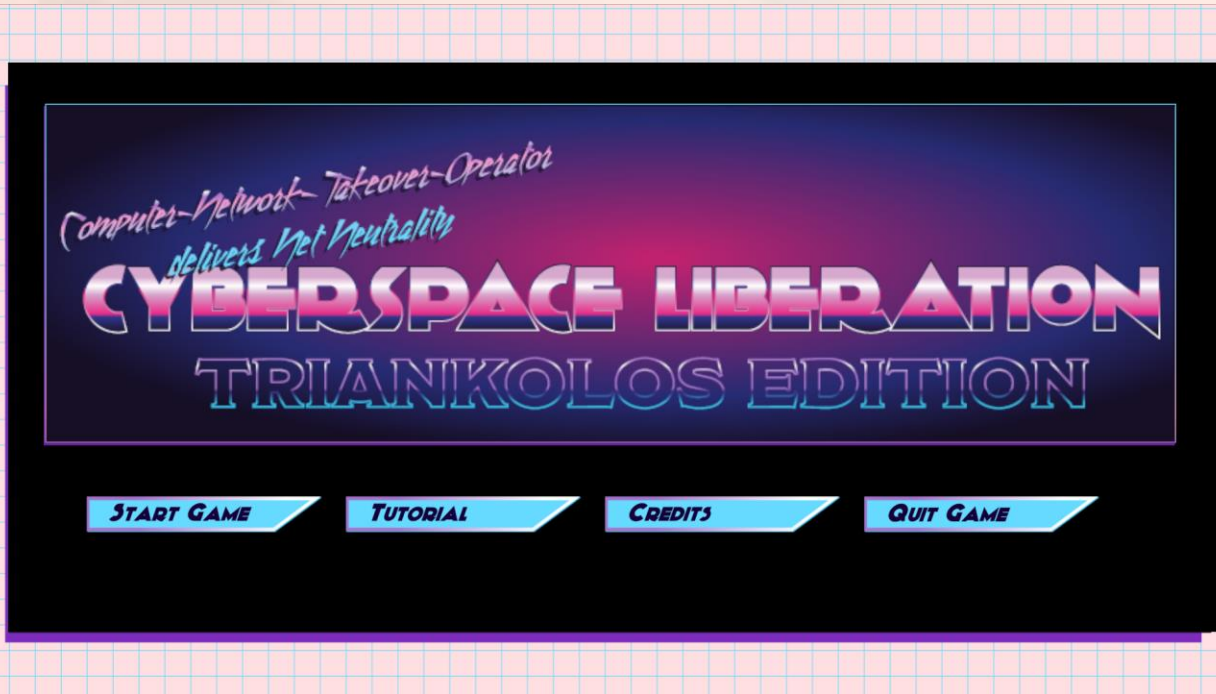 Computer-Network-Takeover-Operator
delivers Net Neutrality
CYBERSPACE LIBERATION
TRIANKOLOS EDITION
START GAME
TUTORIAL
CREDITS
QUIT GAME